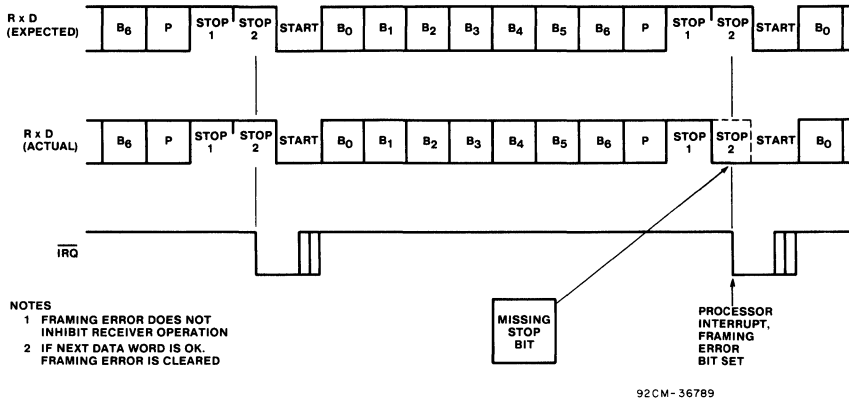 R x D
(EXPECTED)
B6 P STOP 1 STOP 2 START B0 B1 B2 B3 B4 B5 B6 P STOP 1 STOP 2 START B0
R x D
(ACTUAL)
B6 P STOP 1 STOP 2 START B0 B1 B2 B3 B4 B5 B6 P STOP 1 STOP 2 START B0
IRQ
NOTES
1 FRAMING ERROR DOES NOT
INHIBIT RECEIVER OPERATION
2 IF NEXT DATA WORD IS OK.
FRAMING ERROR IS CLEARED
MISSING
STOP
BIT
PROCESSOR
INTERRUPT,
FRAMING
ERROR
BIT SET
92CM-36789